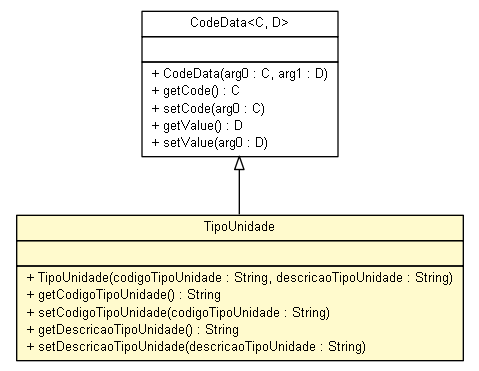 CodeData<C, D>
+ CodeData(arg0 : C, arg1 : D)
+ getCode() : C
+ setCode(arg0 : C)
+ getValue() : D
+ setValue(arg0 : D)
TipoUnidade
+ TipoUnidade(codigoTipoUnidade : String, descricaoTipoUnidade : String)
+ getCodigoTipoUnidade() : String
+ setCodigoTipoUnidade(codigoTipoUnidade : String)
+ getDescricaoTipoUnidade() : String
+ setDescricaoTipoUnidade(descricaoTipoUnidade : String)